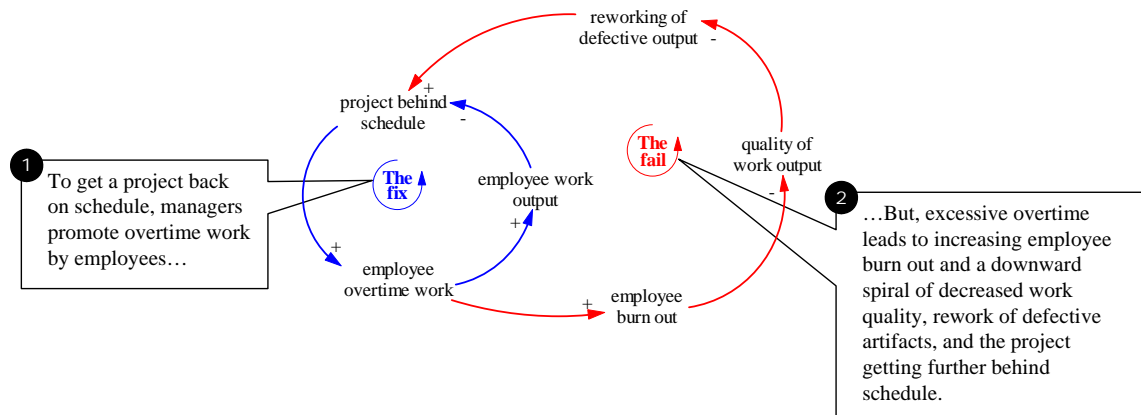 reworking of
defective output
-
+
project behind
schedule
-
1
To get a project back
on schedule, managers
promote overtime work
by employees…
The
fix
employee work
output
+
The
fail
quality of
work output
-
+
employee
overtime work
+
employee
burn out
2
…But, excessive overtime
leads to increasing employee
burn out and a downward
spiral of decreased work
quality, rework of defective
artifacts, and the project
getting further behind
schedule.